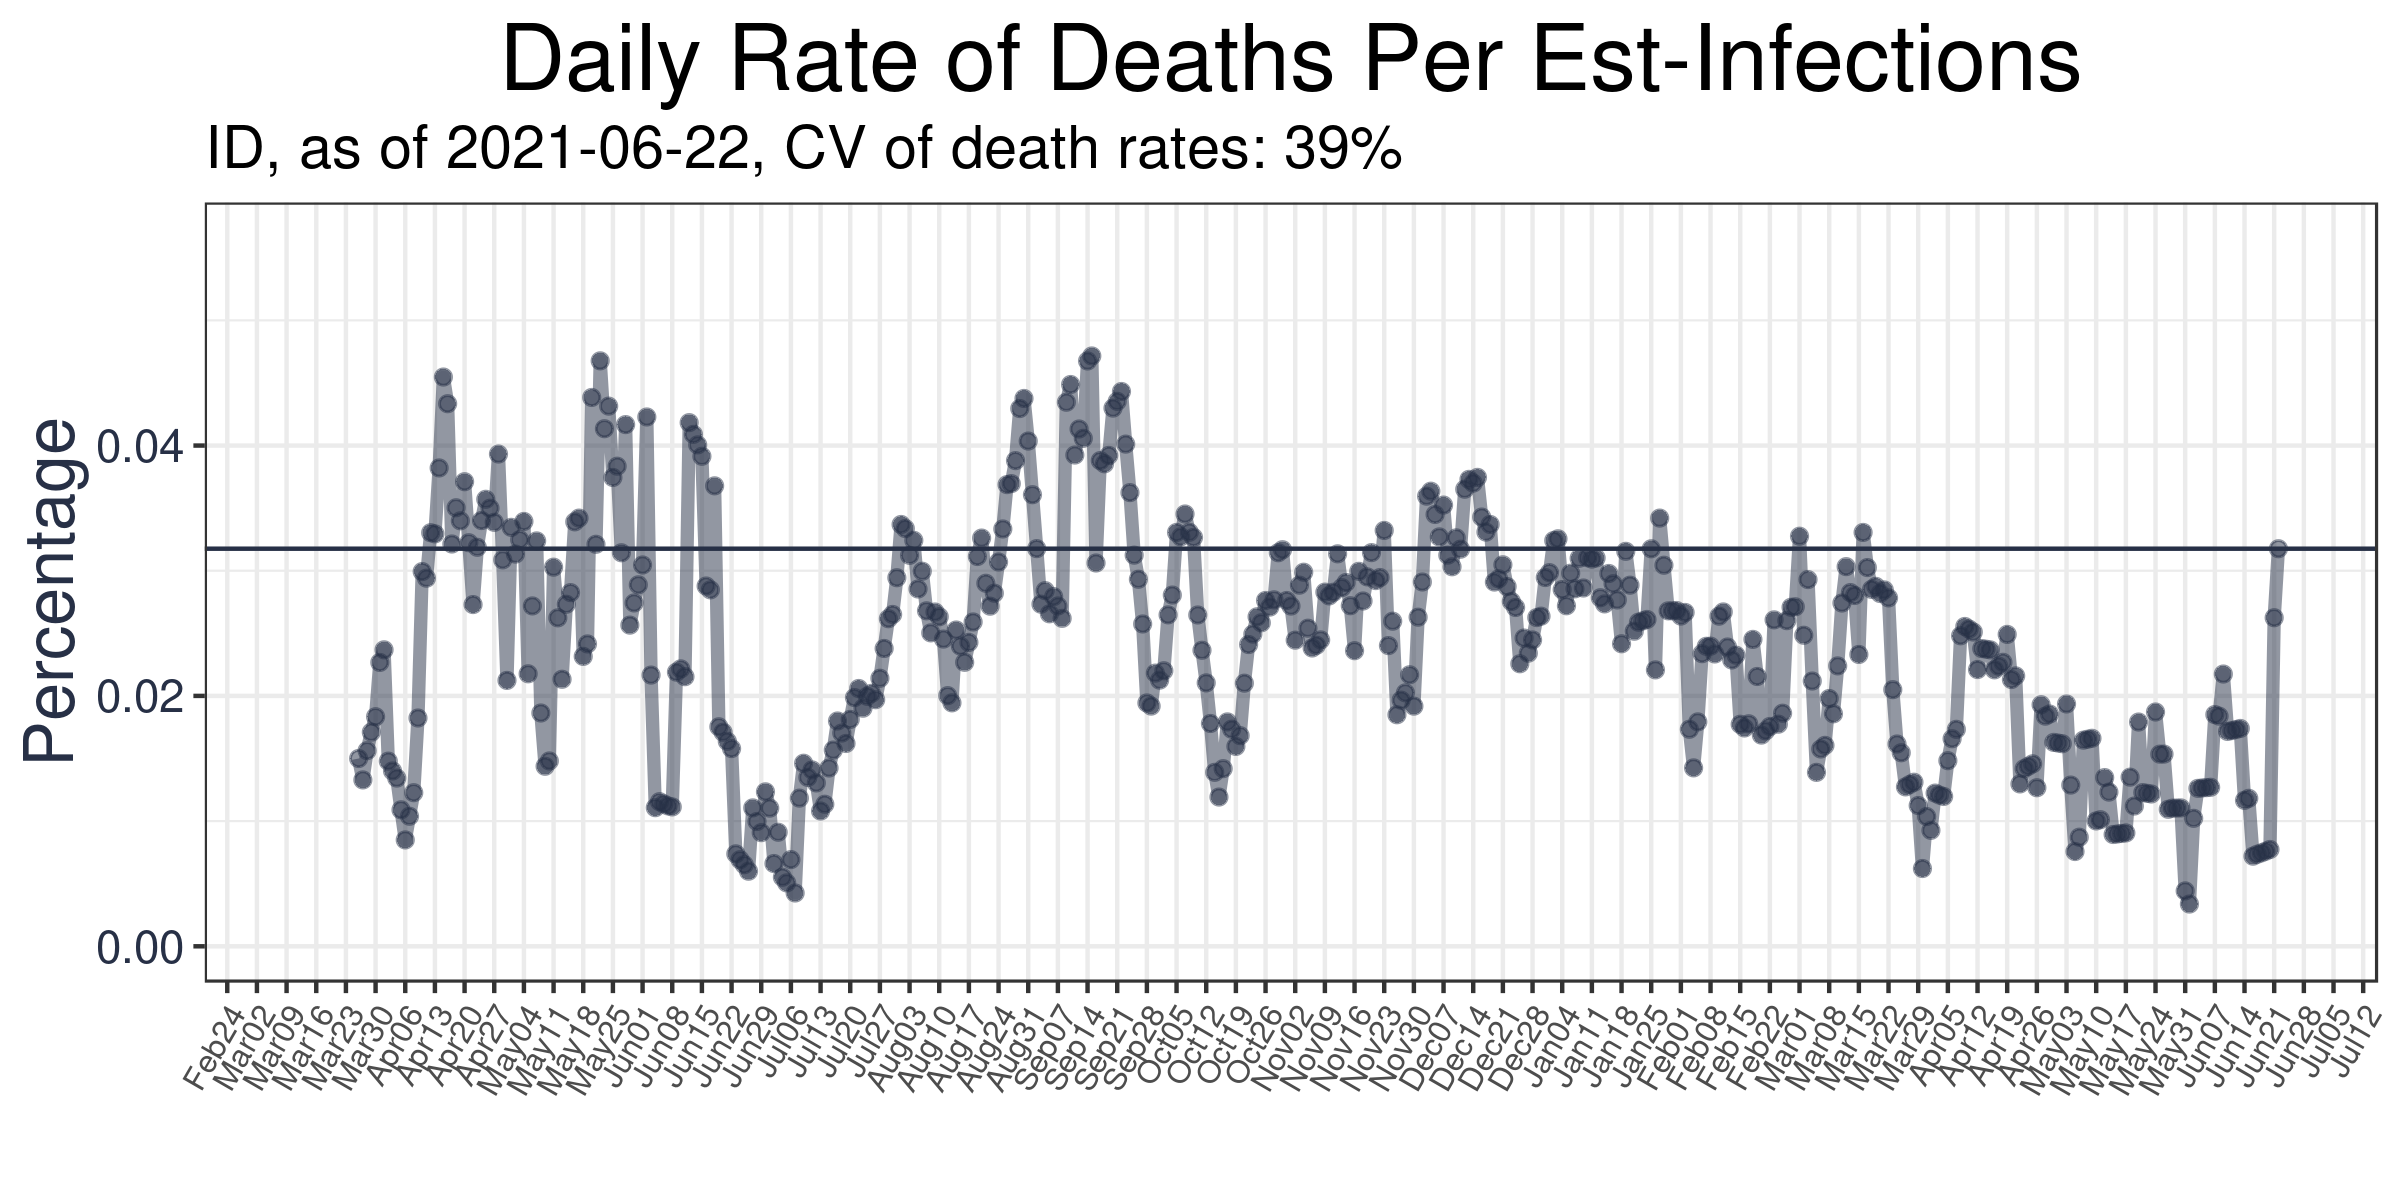 Daily Rate of Deaths Per Est-Infections
ID, as of 2021-06-22, CV of death rates: 39%
Percentage
0.04
0.02
0.00
Feb24
Mar02
Mar09
Mar16
Mar23
Mar30
Apr06
Apr13
Apr20
Apr27
May04
May11
May18
May25
Jun01
Jun08
Jun15
Jun22
Jun29
Jul06
Jul13
Jul20
Jul27
Aug03
Aug10
Aug17
Aug24
Aug31
Sep07
Sep14
Sep21
Sep28
Oct05
Oct12
Oct19
Oct26
Nov02
Nov09
Nov16
Nov23
Nov30
Dec07
Dec14
Dec21
Dec28
Jan04
Jan11
Jan18
Jan25
Feb01
Feb08
Feb15
Feb22
Mar01
Mar08
Mar15
Mar22
Mar29
Apr05
Apr12
Apr19
Apr26
May03
May10
May17
May24
May31
Jun07
Jun14
Jun21
Jun28
Jul05
Jul12